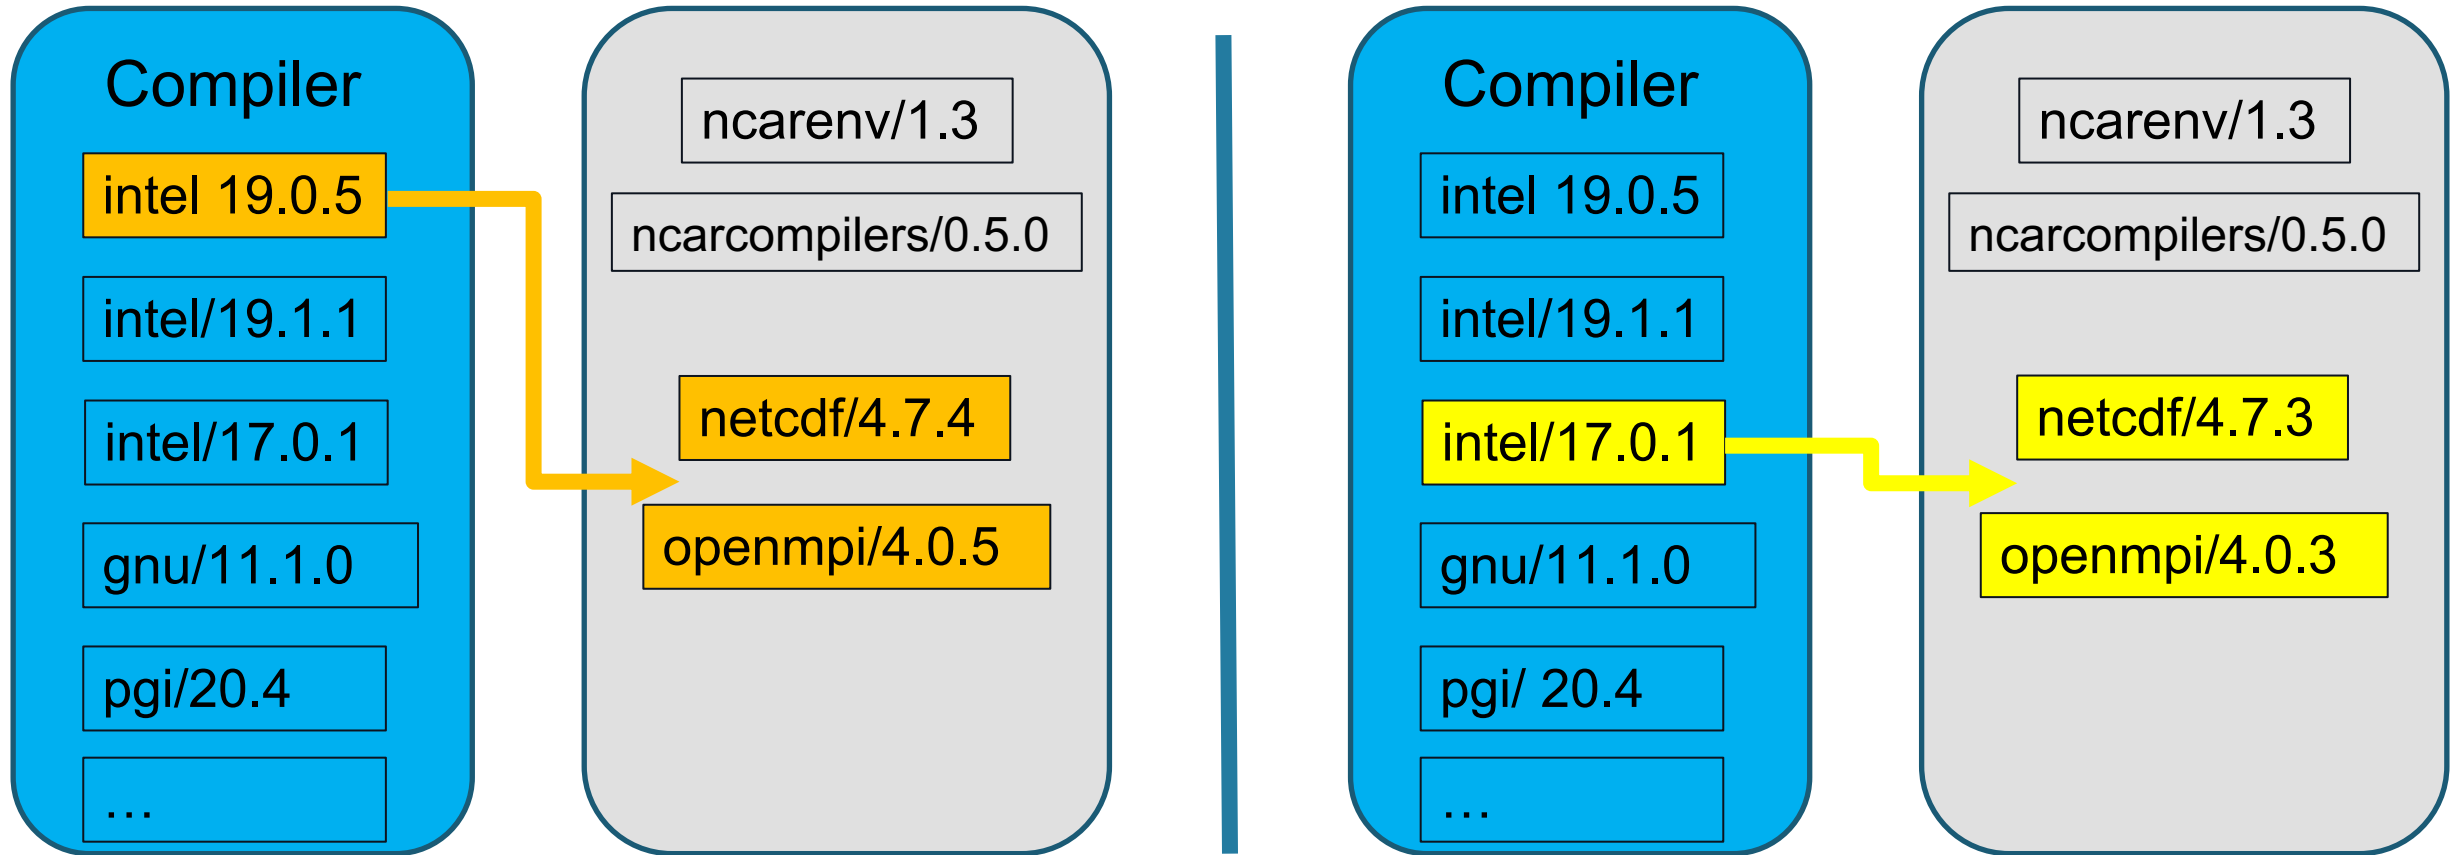 Compiler
intel 19.0.5
intel/19.1.1
intel/17.0.1
gnu/11.1.0
pgi/20.4
…
ncarenv/1.3
ncarcompilers/0.5.0
netcdf/4.7.4
openmpi/4.0.5
Compiler
intel 19.0.5
intel/19.1.1
intel/17.0.1
gnu/11.1.0
pgi/ 20.4
…
ncarenv/1.3
ncarcompilers/0.5.0
netcdf/4.7.3
openmpi/4.0.3